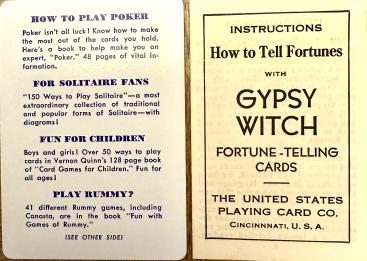 HOW TO PLAY POKER
Poker isn't all luck! Know how to
make the most out of the cards you hold.
Here's a book to help make you an
expert, "Poker." 48 pages of vital in-
formation.
FOR SOLITAIRE FANS
"150 Ways to Play Solitaire"—a most
extraordinary collection of traditional
and popular forms of Solitaire—with
diagrams!
FUN FOR CHILDREN
Boys and girls! Over 50 ways to play
cards in Vernon Quinn's 128 page book
of "Card Games for Children." Fun for
all ages!
PLAY RUMMY?
41 different Rummy games, including
Canasta, are in the book "Fun with
Games of Rummy."
(SEE OTHER SIDE)
INSTRUCTIONS
How to Tell Fortunes
WITH
GYPSY
WITCH
FORTUNE-TELLING
CARDS
THE UNITED STATES
PLAYING CARD CO.
CINCINNATI, U. S. A.